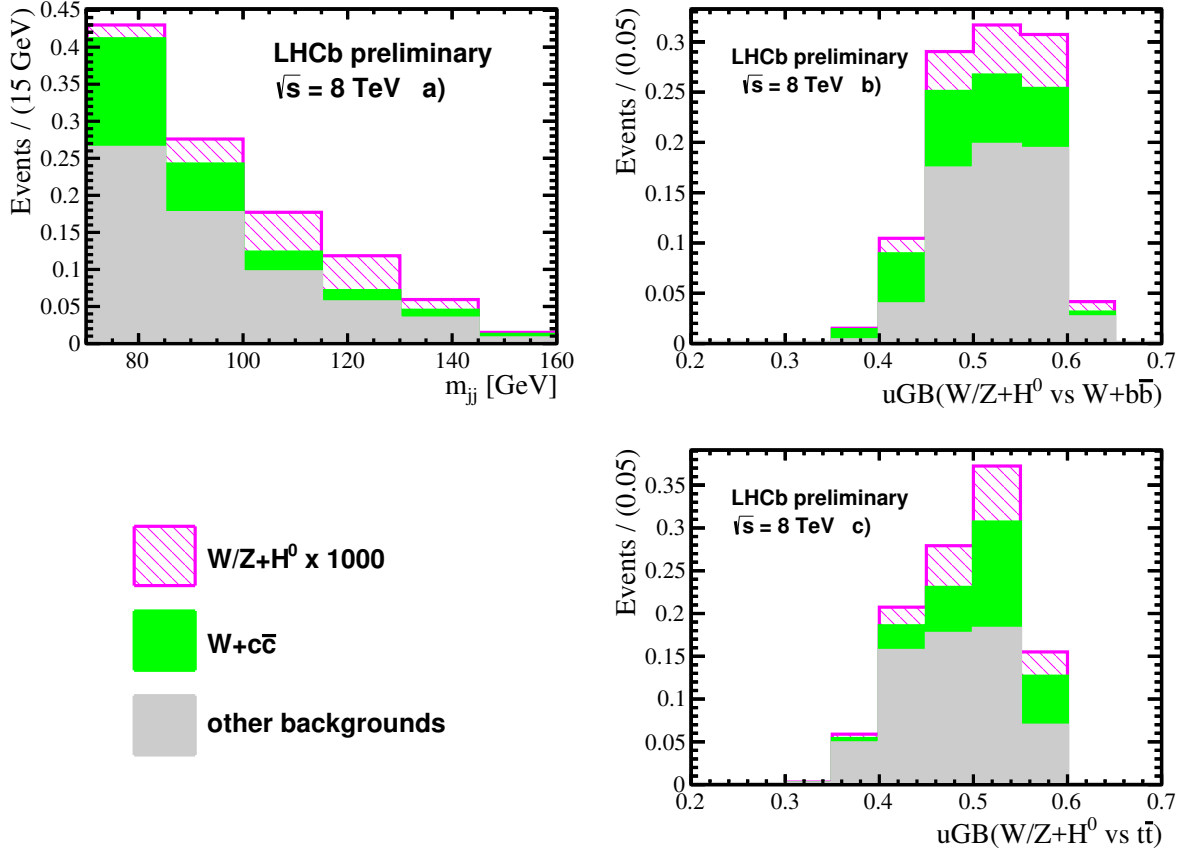 Events / (15 GeV)
0.45
0.4
0.35
0.3
0.25
0.2
0.15
0.1
0.05
0
LHCb preliminary
√s = 8 TeV a)
80 100 120 140 160
m_jj [GeV]
Events / (0.05)
0.3
0.25
0.2
0.15
0.1
0.05
0
LHCb preliminary
√s = 8 TeV b)
0.2 0.3 0.4 0.5 0.6 0.7
uGB(W/Z+H⁰ vs W+bb̅)
W/Z+H⁰ x 1000
W+cc̅
other backgrounds
Events / (0.05)
0.35
0.3
0.25
0.2
0.15
0.1
0.05
0
LHCb preliminary
√s = 8 TeV c)
0.2 0.3 0.4 0.5 0.6 0.7
uGB(W/Z+H⁰ vs tt̅)